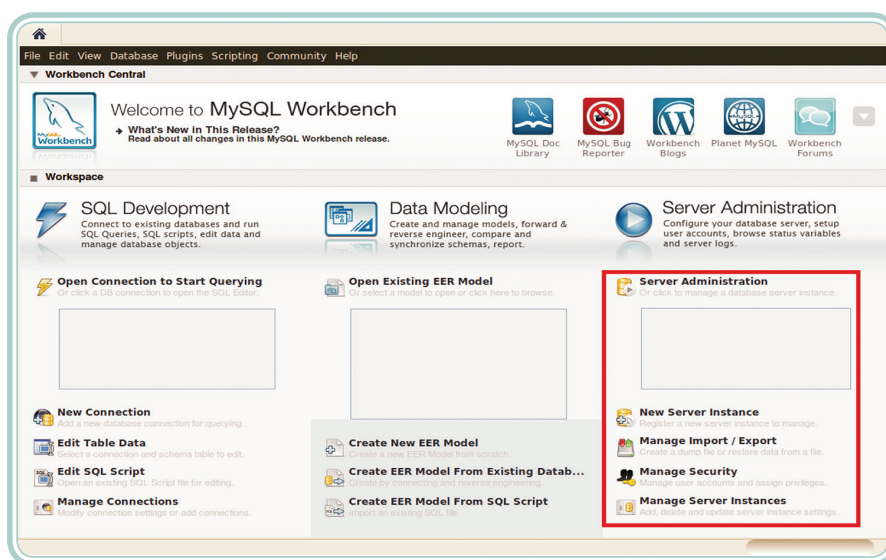 File Edit View Database Plugins Scripting Community Help
Workbench Central
Welcome to MySQL Workbench
What's New in This Release?
Read about all changes in this MySQL Workbench release.
MySQL
Workbench
MySQL Doc
Library
MySQL Bug
Reporter
Workbench
Blogs
Planet MySQL
Workbench
Forums
Workspace
SQL Development
Connect to existing databases and run
SQL Queries, SQL scripts, edit data and
manage database objects.
Open Connection to Start Querying
Or click a DB connection to open the SQL Editor.
New Connection
Add a new database connection for querying.
Edit Table Data
Select a connection and schema table to edit.
Edit SQL Script
Open an existing SQL Script file for editing.
Manage Connections
Modify connection settings or add connections.
Data Modeling
Create and manage models, forward &
reverse engineer, compare and
synchronize schemas, report.
Open Existing EER Model
Or select a model to open or click here to browse.
Create New EER Model
Create a new EER Model from scratch.
Create EER Model From Existing Datab...
Create by connecting and reverse engineering.
Create EER Model From SQL Script
Import an existing SQL file.
Server Administration
Configure your database server, setup
user accounts, browse status variables
and server logs.
Server Administration
Or click to manage a database server instance.
New Server Instance
Register a new server instance to manage.
Manage Import / Export
Create a dump file or restore data from a file.
Manage Security
Manage user accounts and assign privileges.
Manage Server Instances
Add, delete and update server instance settings.